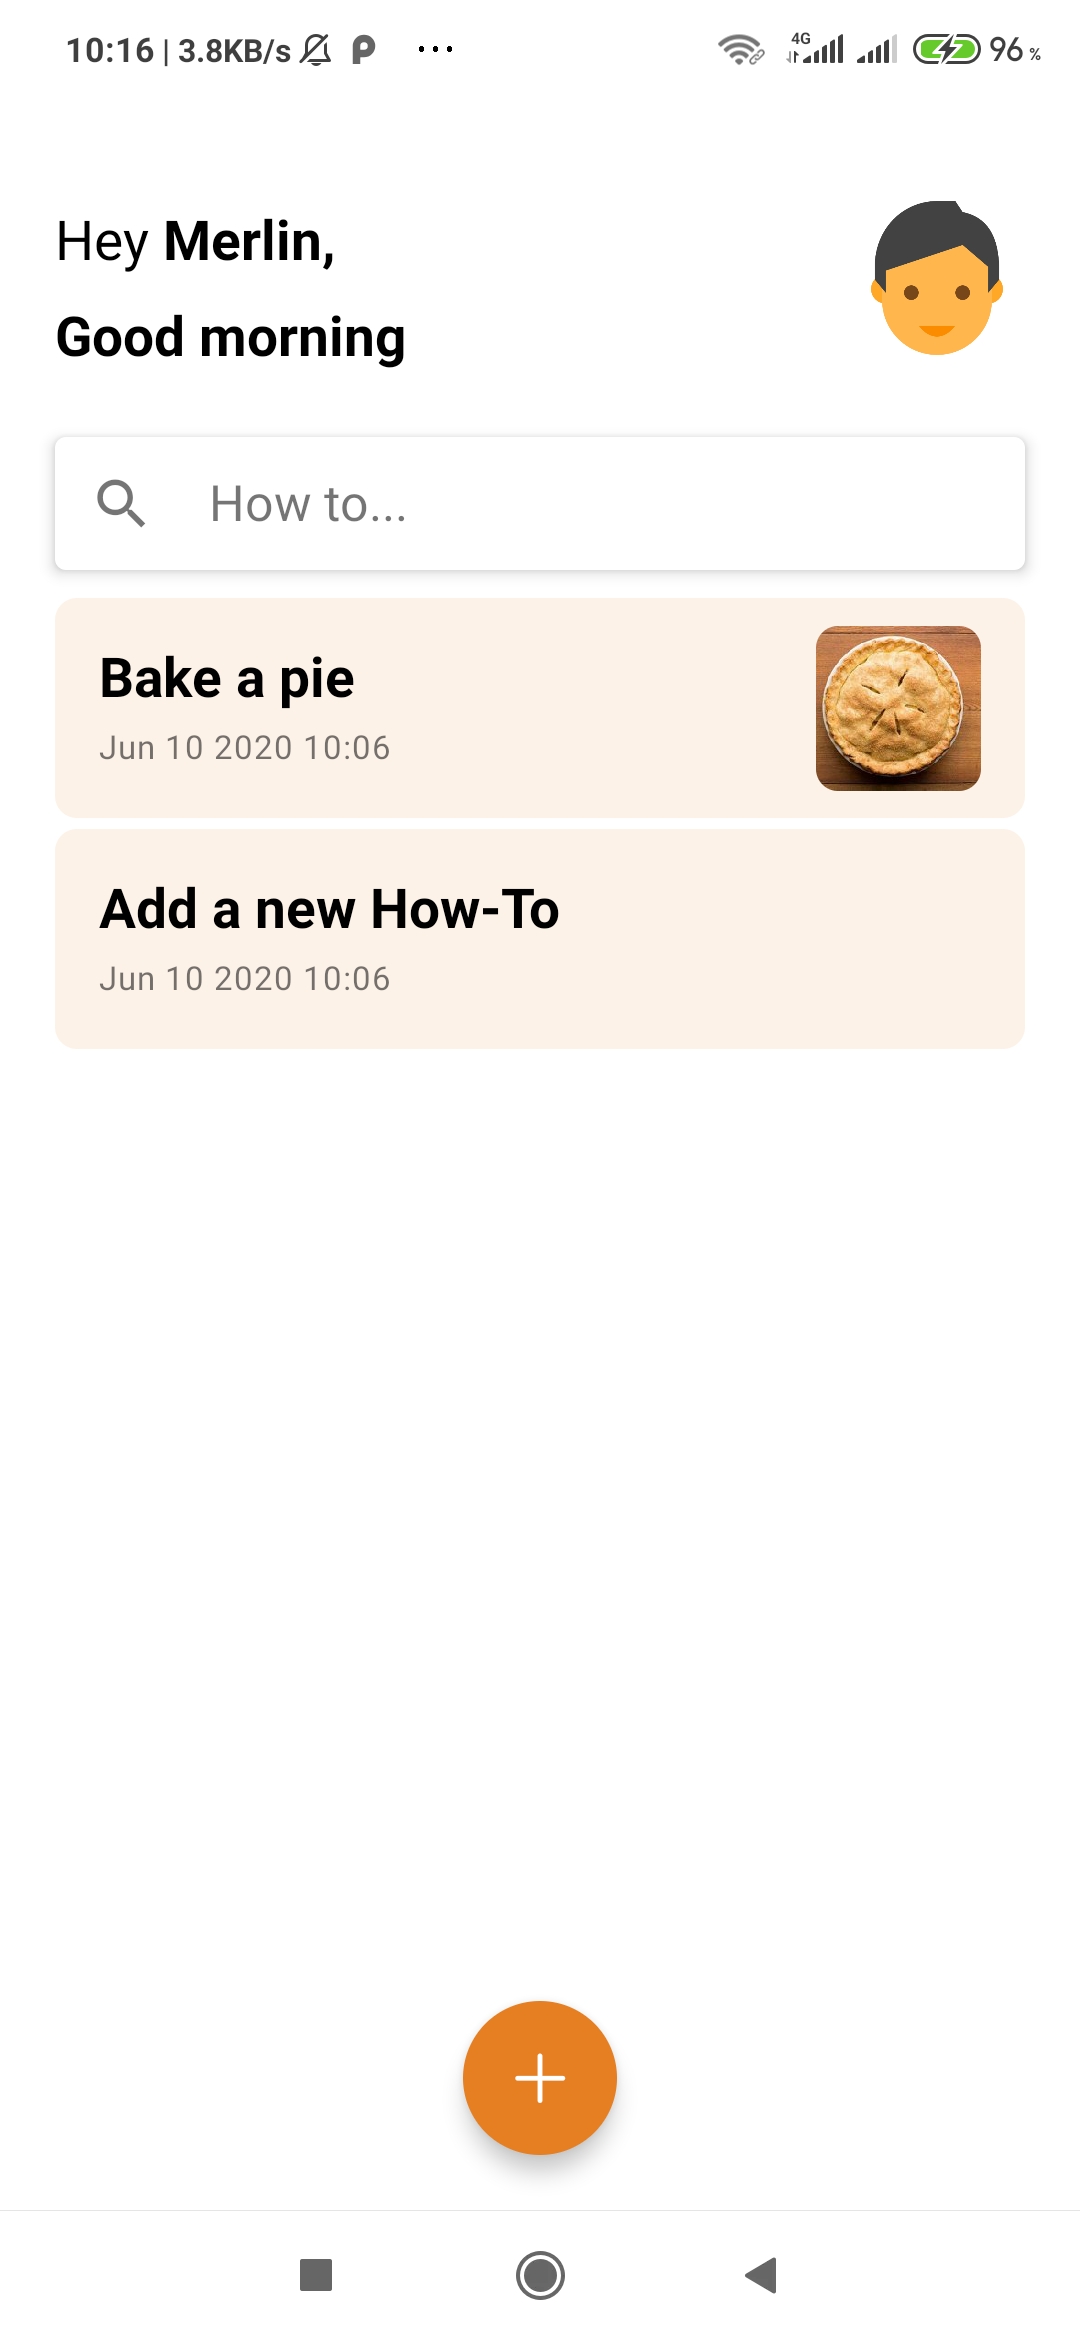 10:16 | 3.8KB/s ... 4G 96 %
Hey Merlin,
Good morning
How to...
Bake a pie
Jun 10 2020 10:06
Add a new How-To
Jun 10 2020 10:06